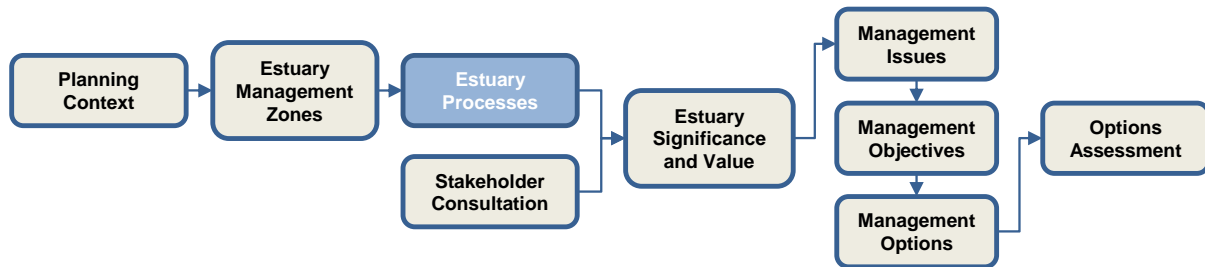 Planning
Context
Estuary
Management
Zones
Estuary
Processes
Stakeholder
Consultation
Estuary
Significance
and Value
Management
Issues
Management
Objectives
Management
Options
Options
Assessment